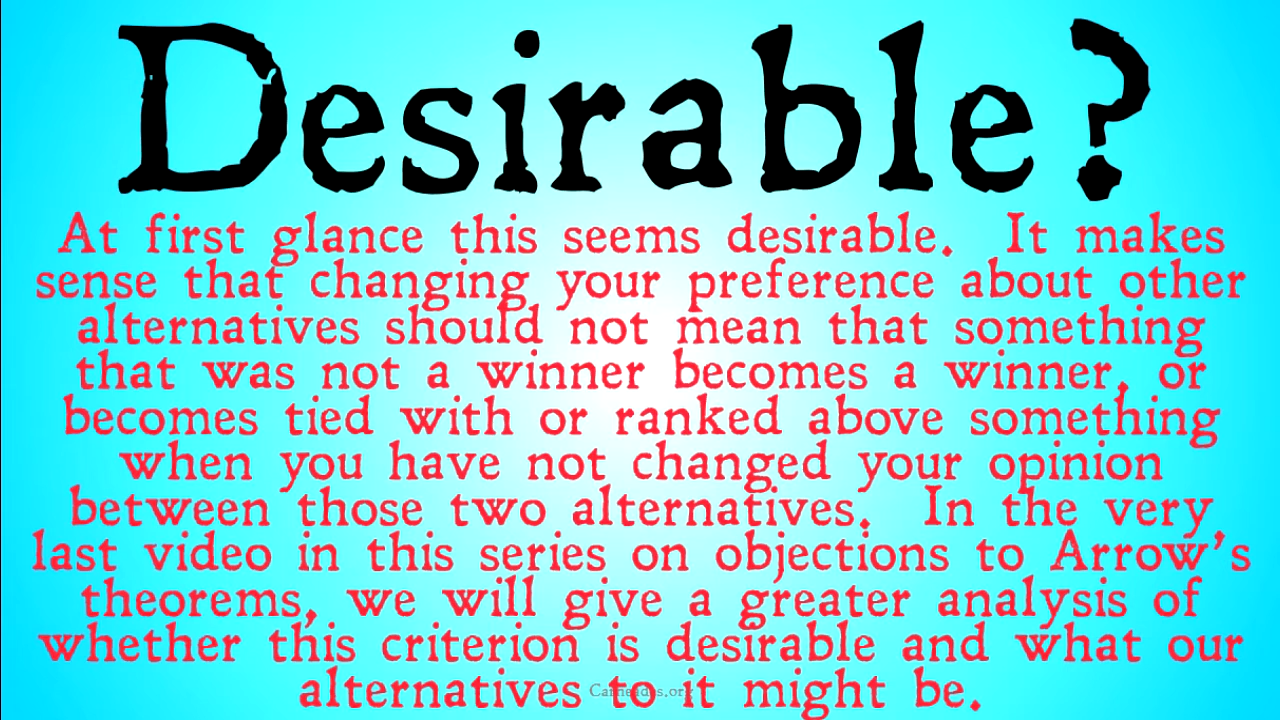 Desirable?
At first glance this seems desirable. It makes
sense that changing your preference about other
alternatives should not mean that something
that was not a winner becomes a winner, or
becomes tied with or ranked above something
when you have not changed your opinion
between those two alternatives. In the very
last video in this series on objections to Arrow's
theorems, we will give a greater analysis of
whether this criterion is desirable and what our
alternatives to it might be.
Carneades.org